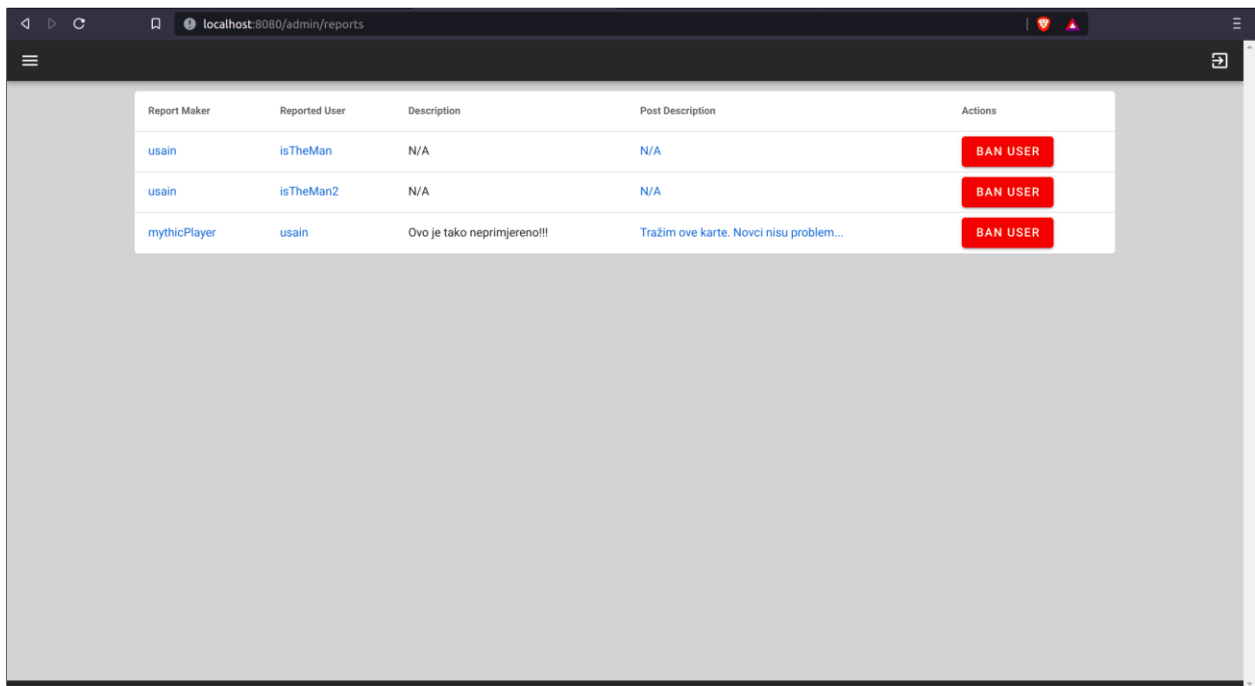 localhost:8080/admin/reports
Report Maker Reported User Description Post Description Actions
usain isTheMan N/A N/A BAN USER
usain isTheMan2 N/A N/A BAN USER
mythicPlayer usain Ovo je tako neprimjereno!!! Tražim ove karte. Novci nisu problem... BAN USER